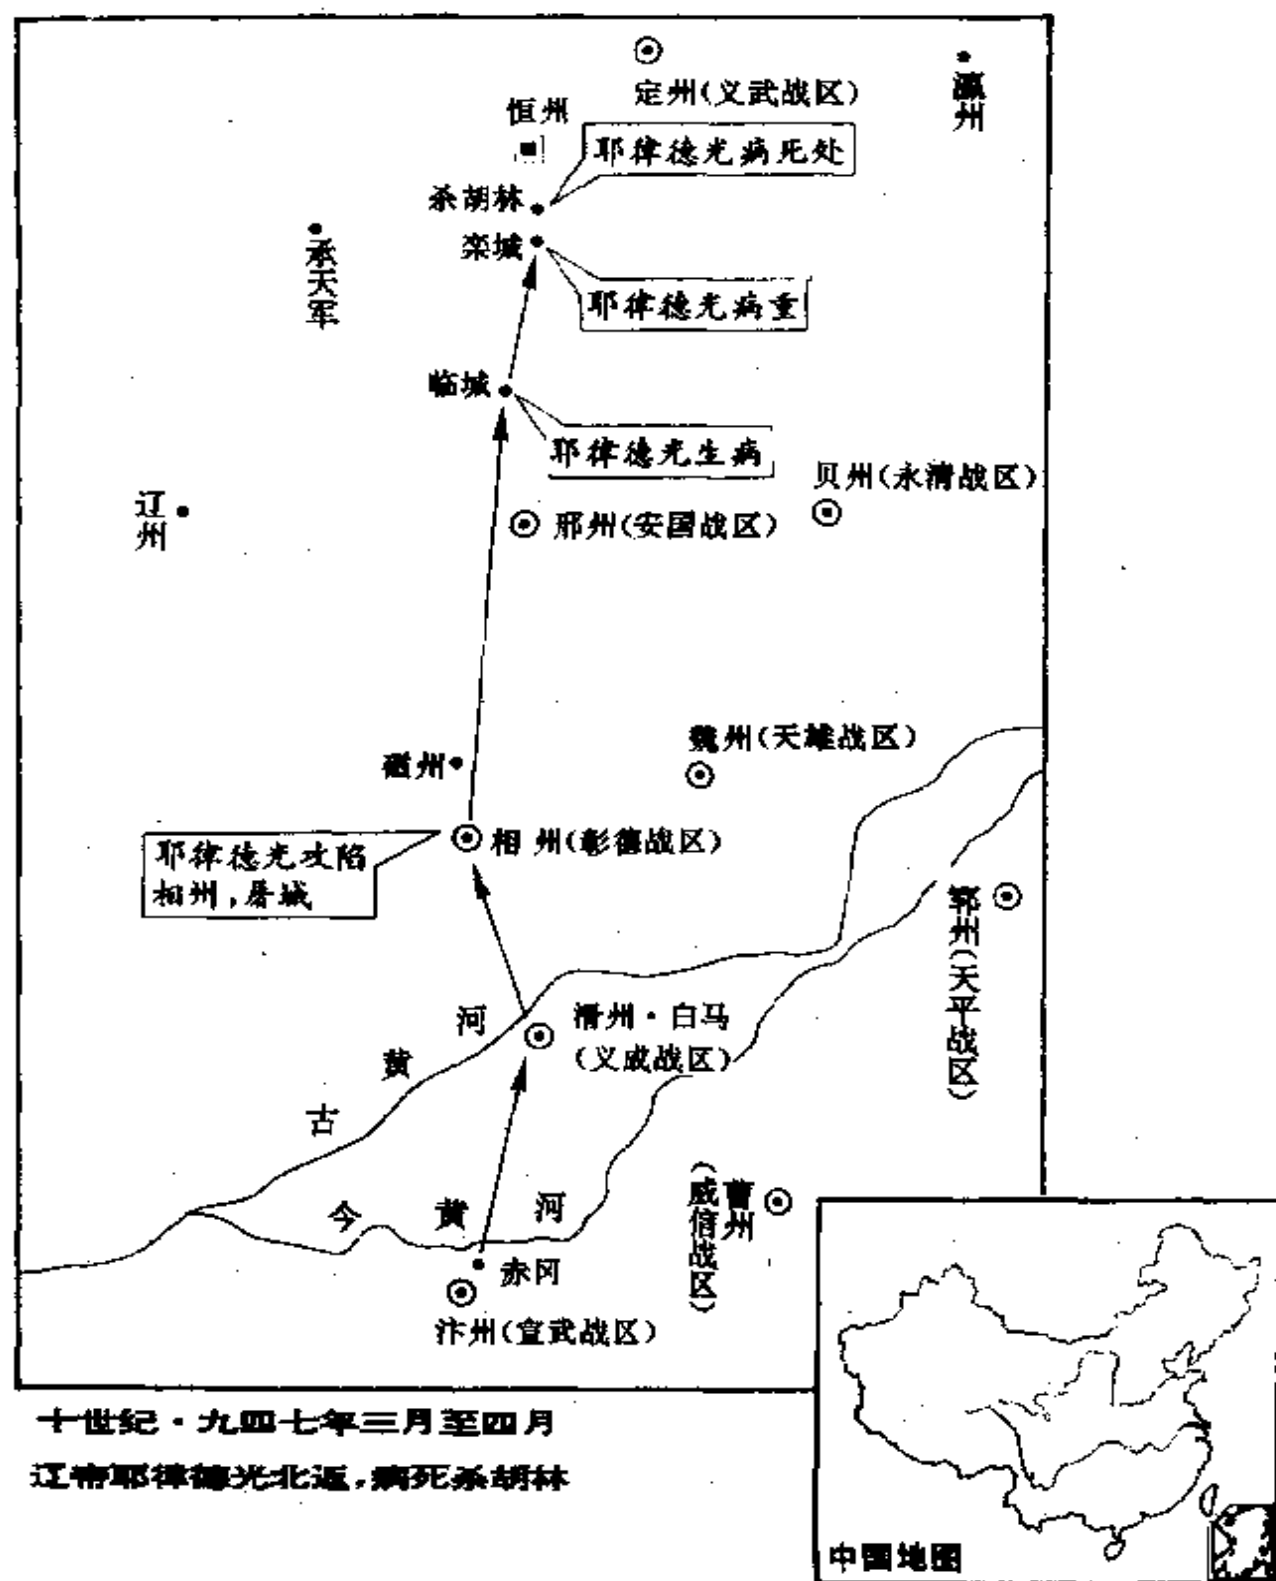 定州(义武战区)
瀛州
恒州
耶律德光病死处
杀胡林
栾城
承天军
耶律德光病重
临城
耶律德光生病
贝州(永清战区)
辽州
邢州(安国战区)
魏州(天雄战区)
磁州
相州(彰德战区)
耶律德光攻陷
相州,屠城
郓州(天平战区)
滑州·白马
(义成战区)
古黄河
今黄河
曹州
(威信战区)
赤冈
汴州(宣武战区)
中国地图
十世纪·九四七年三月至四月
辽帝耶律德光北返,病死杀胡林